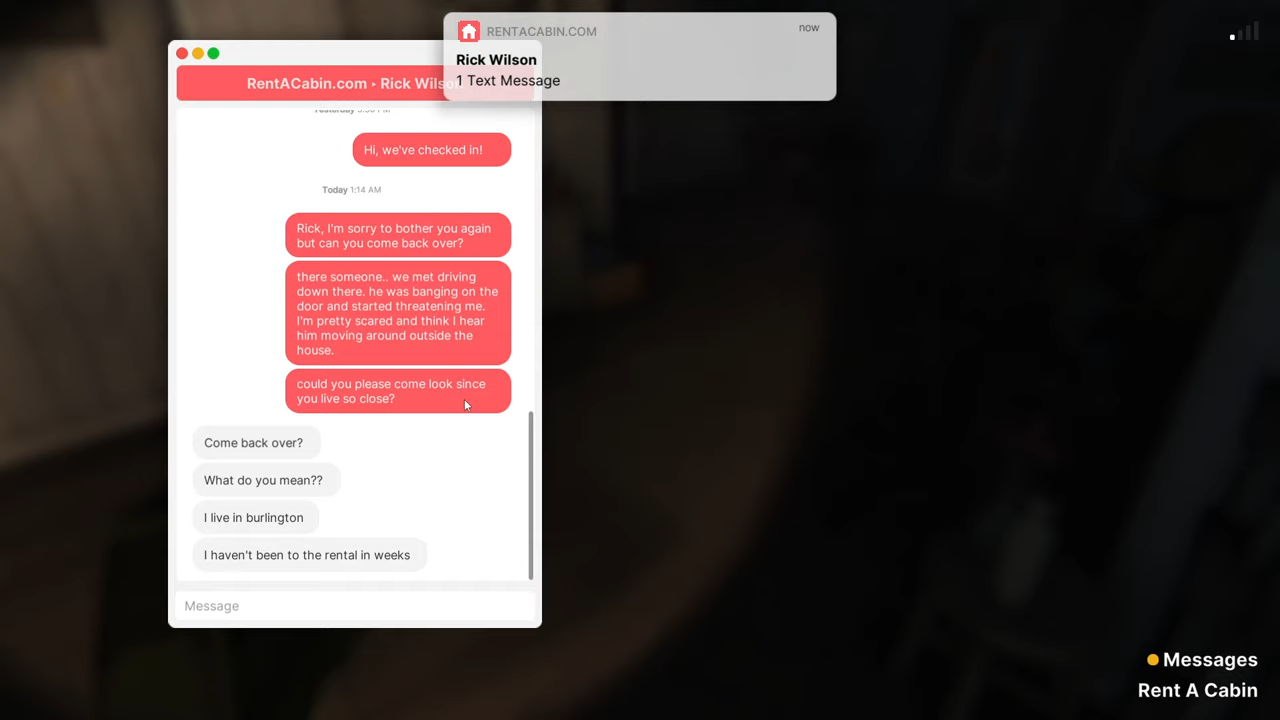 RENTACABIN.COM
now
Rick Wilson
1 Text Message
RentACabin.com ▸ Rick Wilson
Yesterday
Hi, we've checked in!
Today 1:14 AM
Rick, I'm sorry to bother you again
but can you come back over?
there someone.. we met driving
down there. he was banging on the
door and started threatening me.
I'm pretty scared and think I hear
him moving around outside the
house.
could you please come look since
you live so close?
Come back over?
What do you mean??
I live in burlington
I haven't been to the rental in weeks
Message
Messages
Rent A Cabin